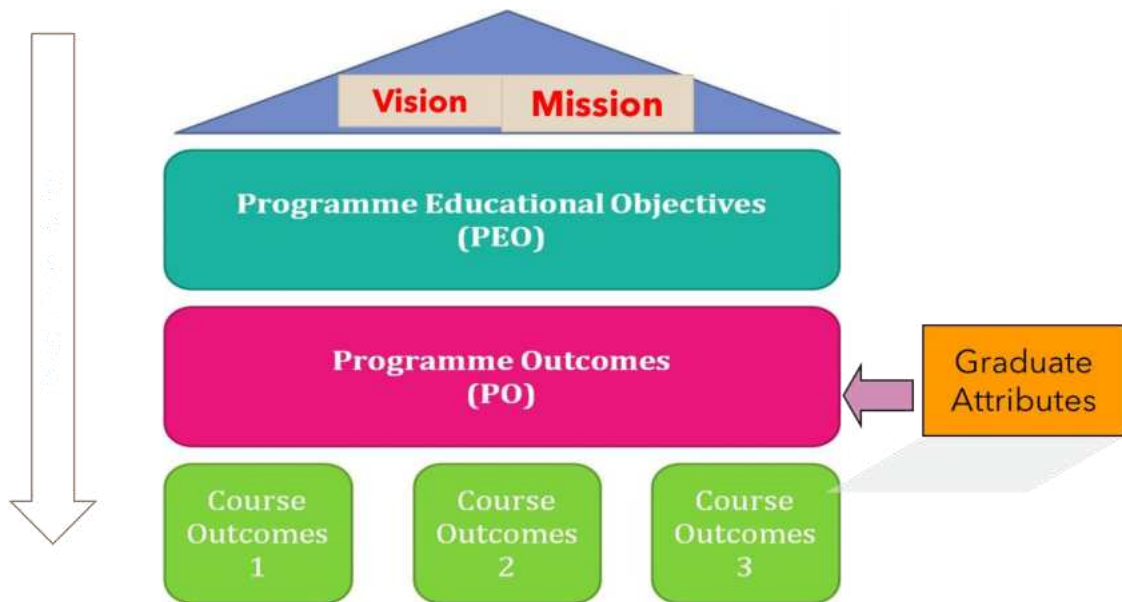 Vision
Mission
Programme Educational Objectives
(PEO)
Programme Outcomes
(PO)
Graduate
Attributes
Course
Outcomes
1
Course
Outcomes
2
Course
Outcomes
3